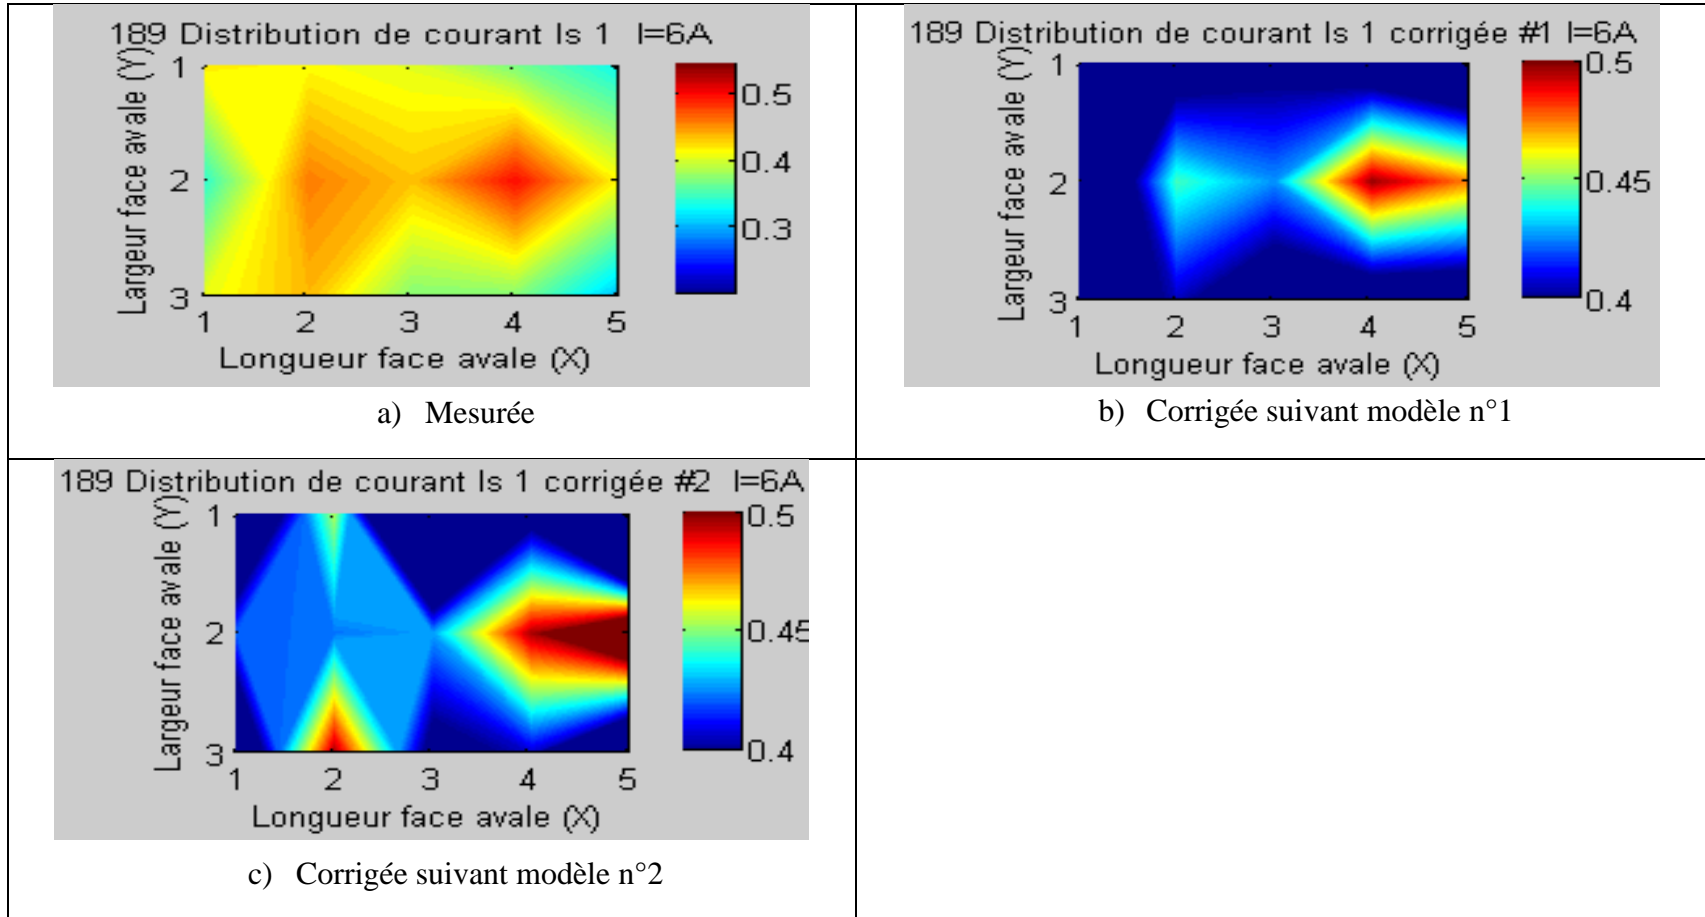 189 Distribution de courant Is 1 I=6A
Largeur face avale (Y)
1
2
3
1 2 3 4 5
Longueur face avale (X)
0.5
0.4
0.3
a) Mesurée
189 Distribution de courant Is 1 corrigée #1 I=6A
Largeur face avale (Y)
1
2
3
1 2 3 4 5
Longueur face avale (X)
0.5
0.45
0.4
b) Corrigée suivant modèle n°1
189 Distribution de courant Is 1 corrigée #2 I=6A
Largeur face avale (Y)
1
2
3
1 2 3 4 5
Longueur face avale (X)
0.5
0.45
0.4
c) Corrigée suivant modèle n°2